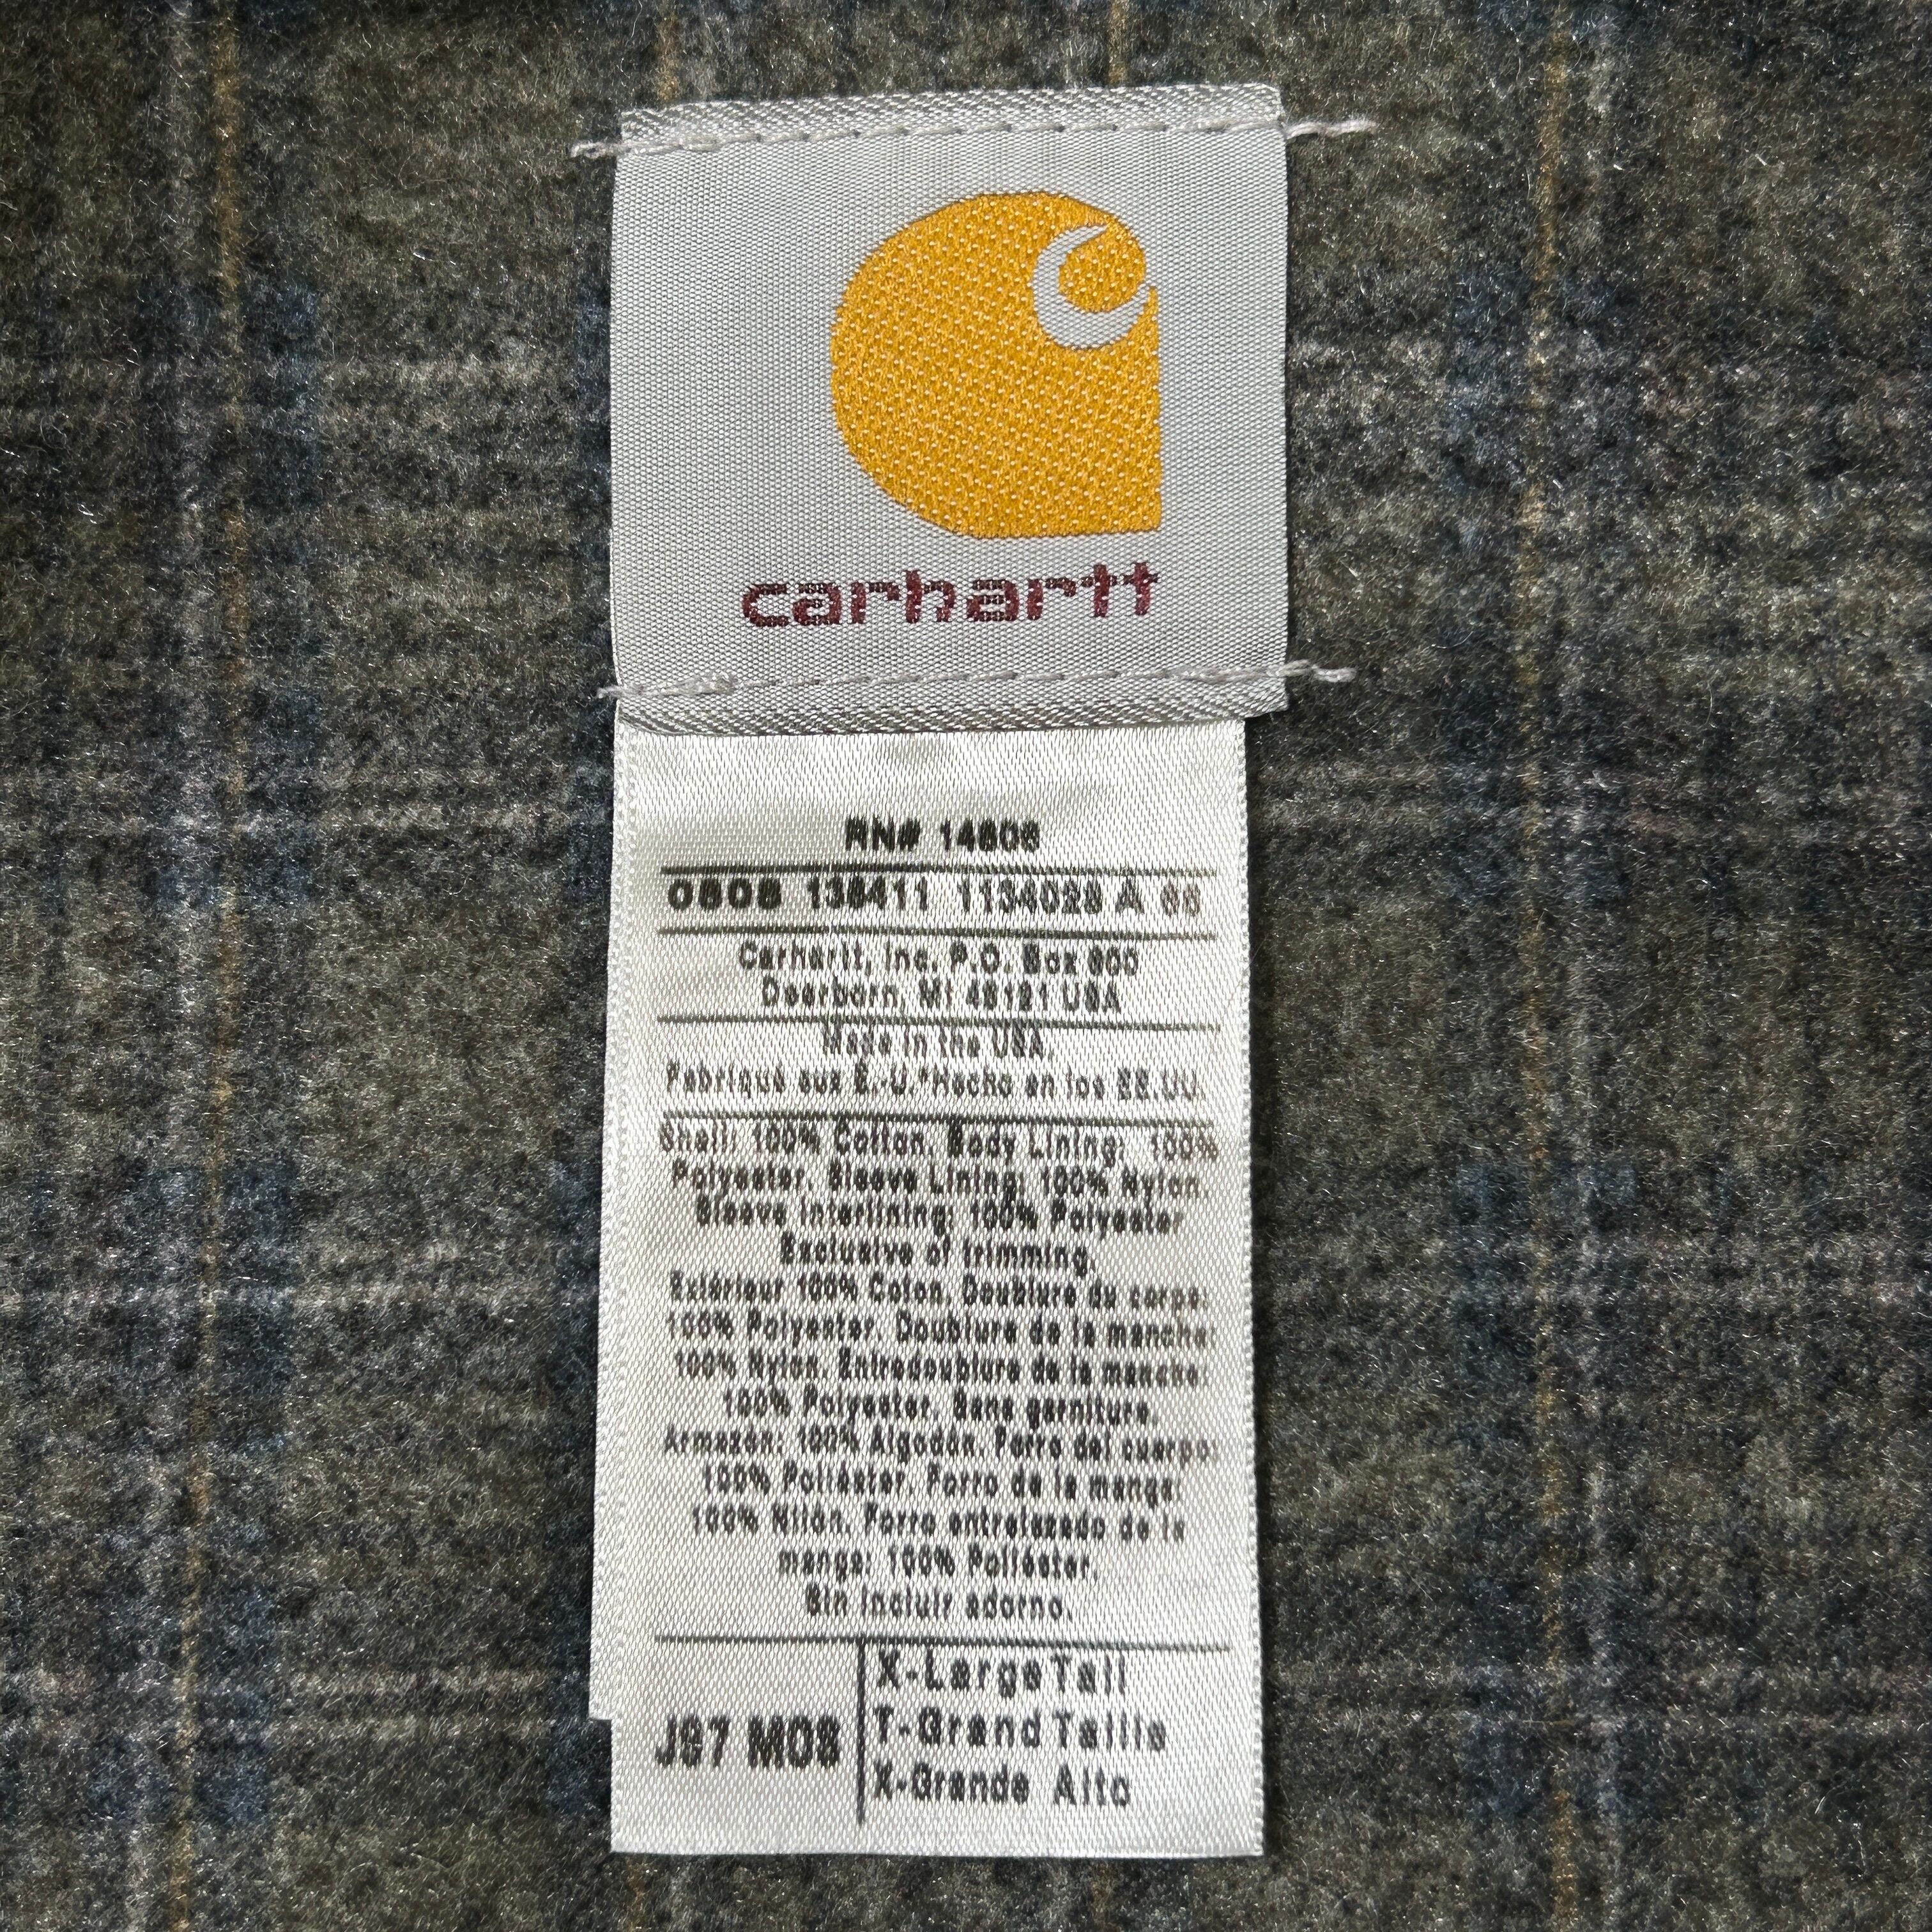 carhartt
RN# 14806
0608 136411 1134028 A 66
Carhartt, Inc. P.O. Box 600
Dearborn, MI 48121 USA
Made in the USA.
Fabriqué aux É.-U.*Hecho en los EE.UU.
Shell: 100% Cotton. Body Lining: 100%
Polyester. Sleeve Lining: 100% Nylon.
Sleeve Interlining: 100% Polyester
Exclusive of trimming.
Extérieur 100% Coton. Doublure du corps:
100% Polyester. Doublure de la manche:
100% Nylon. Entredoublure de la manche:
100% Polyester. Sans garniture.
Armazón: 100% Algodón. Forro del cuerpo:
100% Poliéster. Forro de la manga:
100% Nilón. Forro entrelazado de la
manga: 100% Poliéster.
Sin incluir adorno.
J97 MOS
X-Large Tall
T-Grand Taille
X-Grande Alto